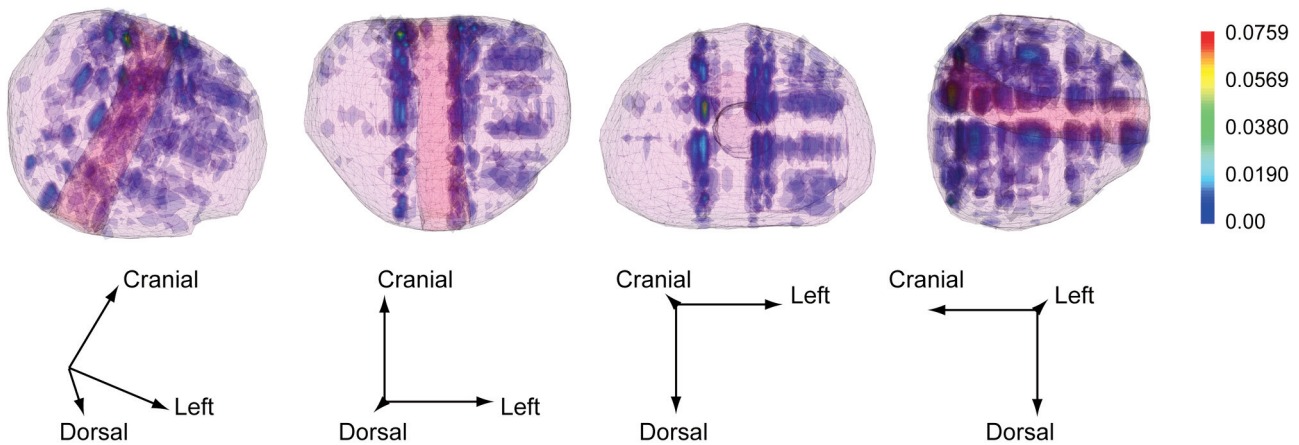 0.0759
0.0569
0.0380
0.0190
0.00
Cranial
Left
Dorsal
Cranial
Left
Dorsal
Cranial
Left
Dorsal
Cranial
Left
Dorsal